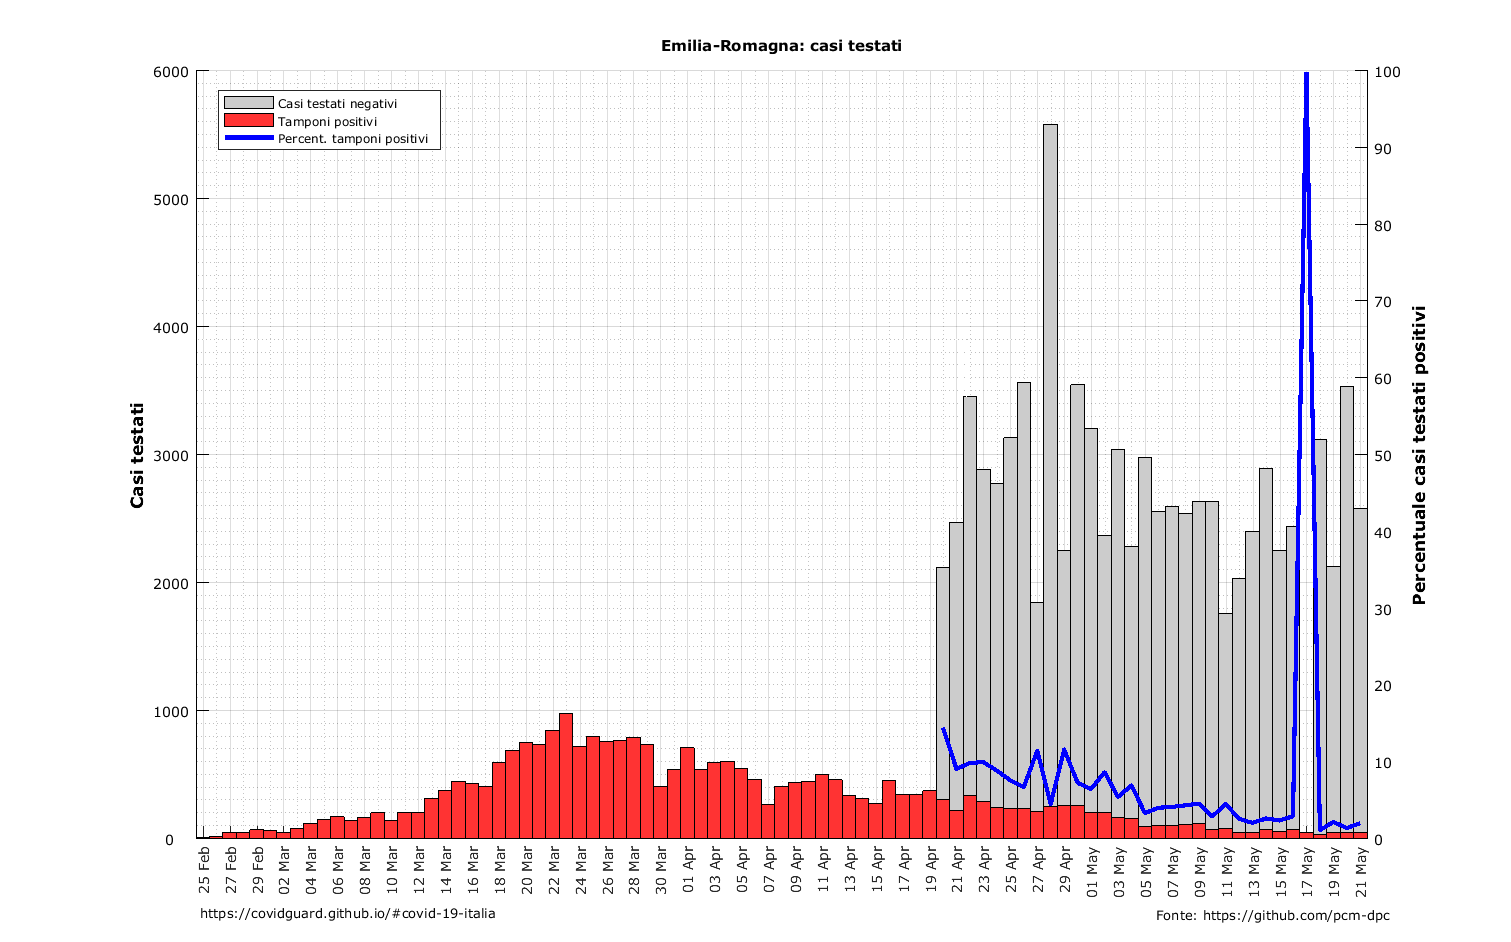 Emilia-Romagna: casi testati
6000
5000
4000
3000
2000
1000
0
Casi testati
Casi testati negativi
Tamponi positivi
Percent. tamponi positivi
100
90
80
70
60
50
40
30
20
10
0
Percentuale casi testati positivi
25 Feb
27 Feb
29 Feb
02 Mar
04 Mar
06 Mar
08 Mar
10 Mar
12 Mar
14 Mar
16 Mar
18 Mar
20 Mar
22 Mar
24 Mar
26 Mar
28 Mar
30 Mar
01 Apr
03 Apr
05 Apr
07 Apr
09 Apr
11 Apr
13 Apr
15 Apr
17 Apr
19 Apr
21 Apr
23 Apr
25 Apr
27 Apr
29 Apr
01 May
03 May
05 May
07 May
09 May
11 May
13 May
15 May
17 May
19 May
21 May
https://covidguard.github.io/#covid-19-italia
Fonte: https://github.com/pcm-dpc